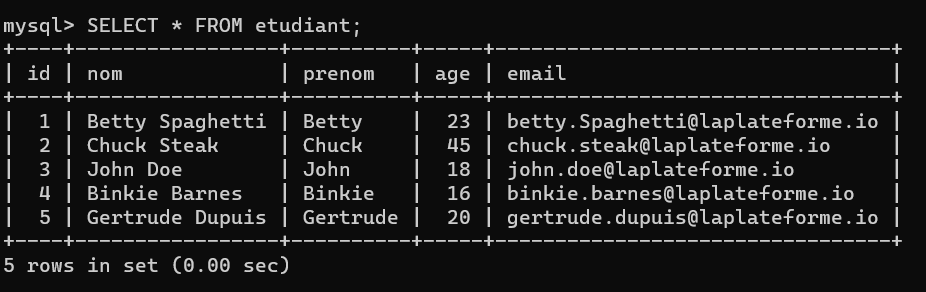 mysql> SELECT * FROM etudiant;
+----+-----------------+----------+-----+---------------------------------+
| id | nom             | prenom   | age | email                           |
+----+-----------------+----------+-----+---------------------------------+
|  1 | Betty Spaghetti | Betty    |  23 | betty.Spaghetti@laplateforme.io |
|  2 | Chuck Steak     | Chuck    |  45 | chuck.steak@laplateforme.io     |
|  3 | John Doe        | John     |  18 | john.doe@laplateforme.io        |
|  4 | Binkie Barnes   | Binkie   |  16 | binkie.barnes@laplateforme.io   |
|  5 | Gertrude Dupuis | Gertrude |  20 | gertrude.dupuis@laplateforme.io |
+----+-----------------+----------+-----+---------------------------------+
5 rows in set (0.00 sec)